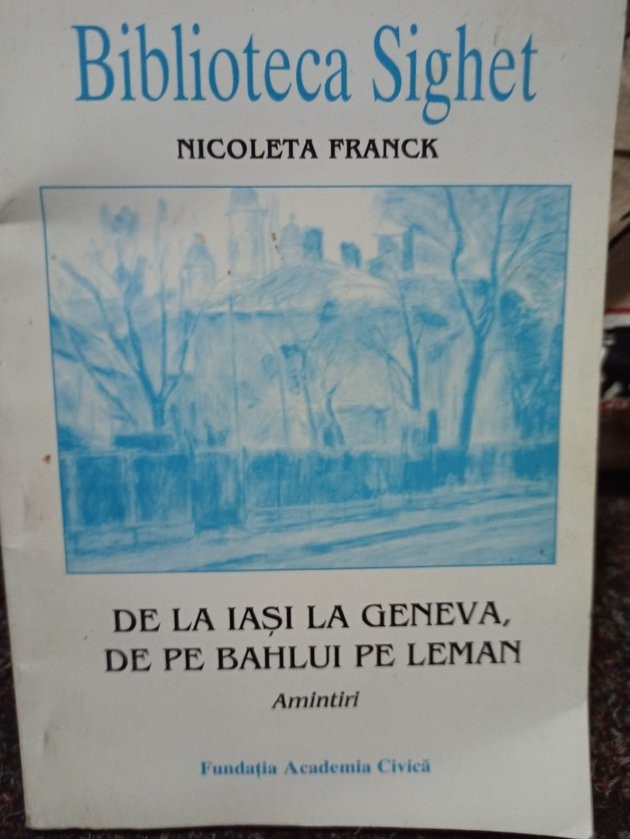 Biblioteca Sighet
NICOLETA FRANCK
DE LA IAȘI LA GENEVA,
DE PE BAHLUI PE LEMAN
Amintiri
Fundația Academia Civică